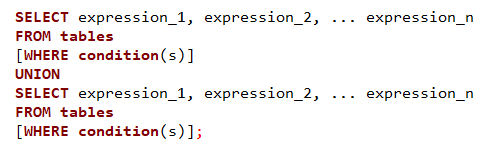 SELECT expression_1, expression_2, ... expression_n
FROM tables
[WHERE condition(s)]
UNION
SELECT expression_1, expression_2, ... expression_n
FROM tables
[WHERE condition(s)];